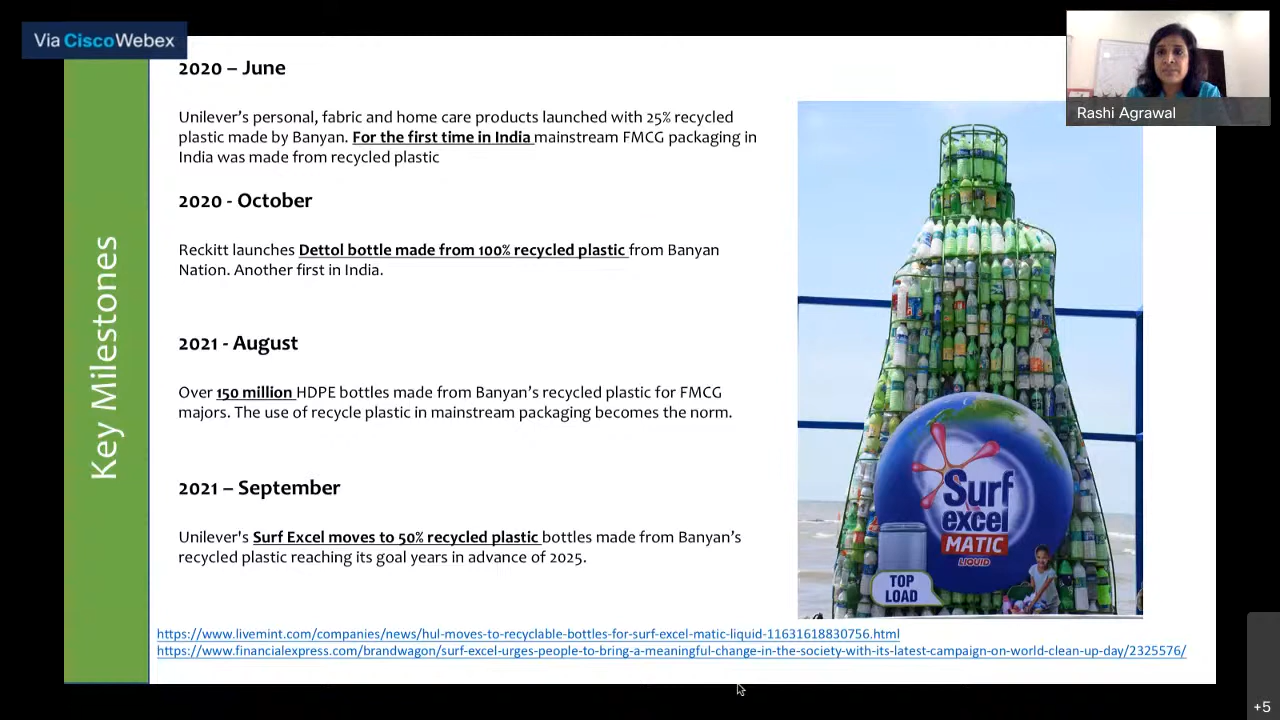 Via CiscoWebex
Rashi Agrawal
Key Milestones
2020 – June
Unilever's personal, fabric and home care products launched with 25% recycled
plastic made by Banyan. For the first time in India mainstream FMCG packaging in
India was made from recycled plastic
2020 - October
Reckitt launches Dettol bottle made from 100% recycled plastic from Banyan
Nation. Another first in India.
2021 - August
Over 150 million HDPE bottles made from Banyan's recycled plastic for FMCG
majors. The use of recycle plastic in mainstream packaging becomes the norm.
2021 – September
Unilever's Surf Excel moves to 50% recycled plastic bottles made from Banyan's
recycled plastic reaching its goal years in advance of 2025.
Surf
excel
MATIC
LIQUID
TOP
LOAD
https://www.livemint.com/companies/news/hul-moves-to-recyclable-bottles-for-surf-excel-matic-liquid-11631618830756.html
https://www.financialexpress.com/brandwagon/surf-excel-urges-people-to-bring-a-meaningful-change-in-the-society-with-its-latest-campaign-on-world-clean-up-day/2325576/
+5